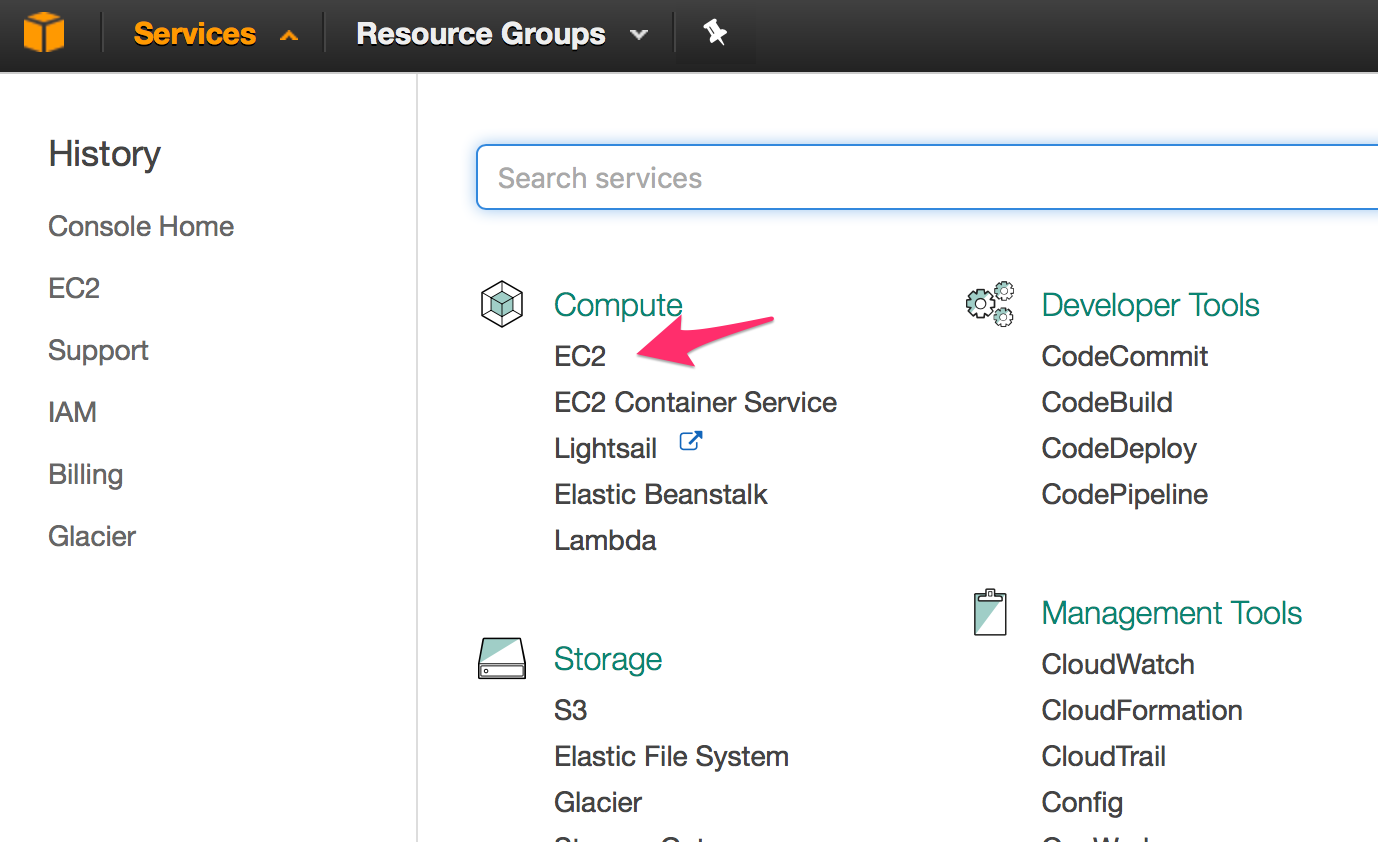 Services
Resource Groups
History
Console Home
EC2
Support
IAM
Billing
Glacier
Search services
Compute
EC2
EC2 Container Service
Lightsail
Elastic Beanstalk
Lambda
Storage
S3
Elastic File System
Glacier
Developer Tools
CodeCommit
CodeBuild
CodeDeploy
CodePipeline
Management Tools
CloudWatch
CloudFormation
CloudTrail
Config